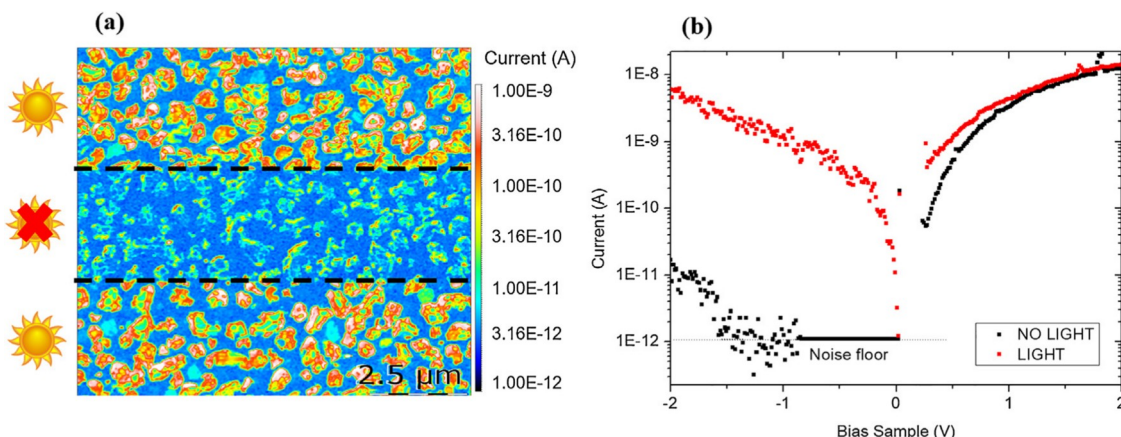 (a)
Current (A)
1.00E-9
3.16E-10
1.00E-10
3.16E-10
1.00E-11
3.16E-12
1.00E-12
2.5 μm
(b)
Current (A)
1E-8
1E-9
1E-10
1E-11
1E-12
Noise floor
NO LIGHT
LIGHT
-2
-1
0
1
2
Bias Sample (V)